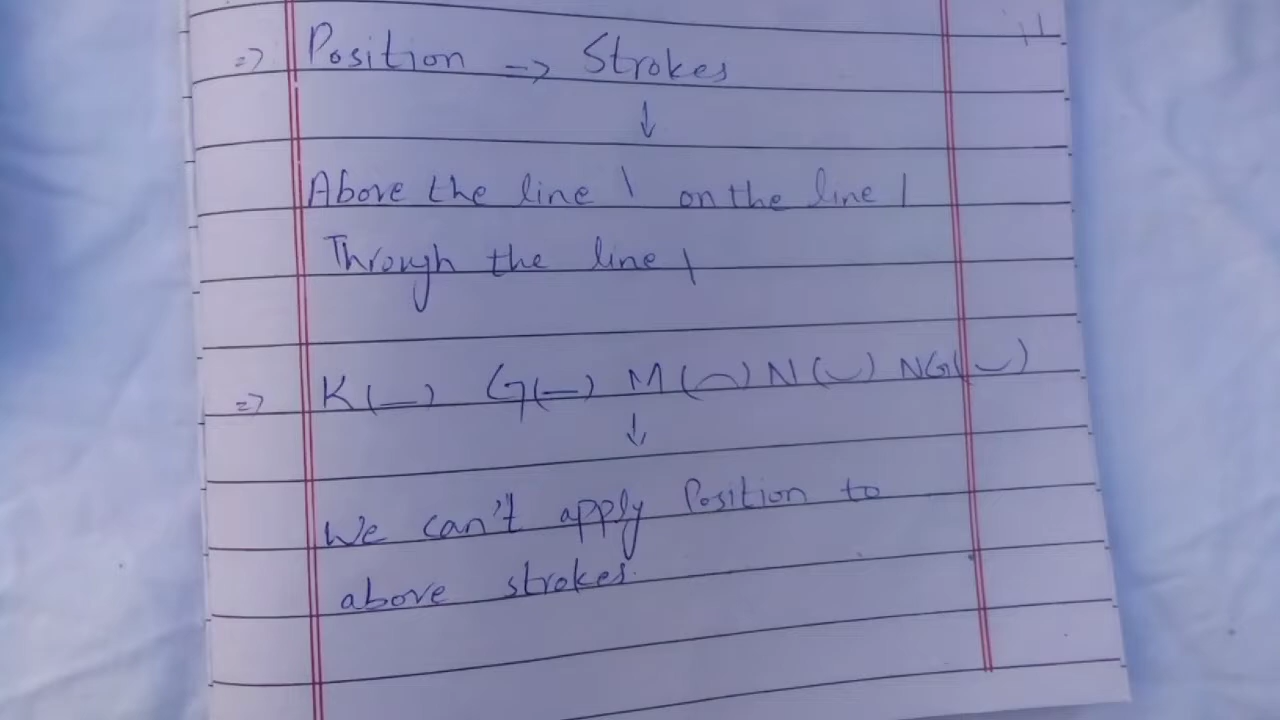 => Position -> Strokes
↓
Above the line \ on the line |
Through the line \
=> K(—) G(—) M(⌒) N(‿) NG(‿)
↓
We can't apply Position to
above strokes.